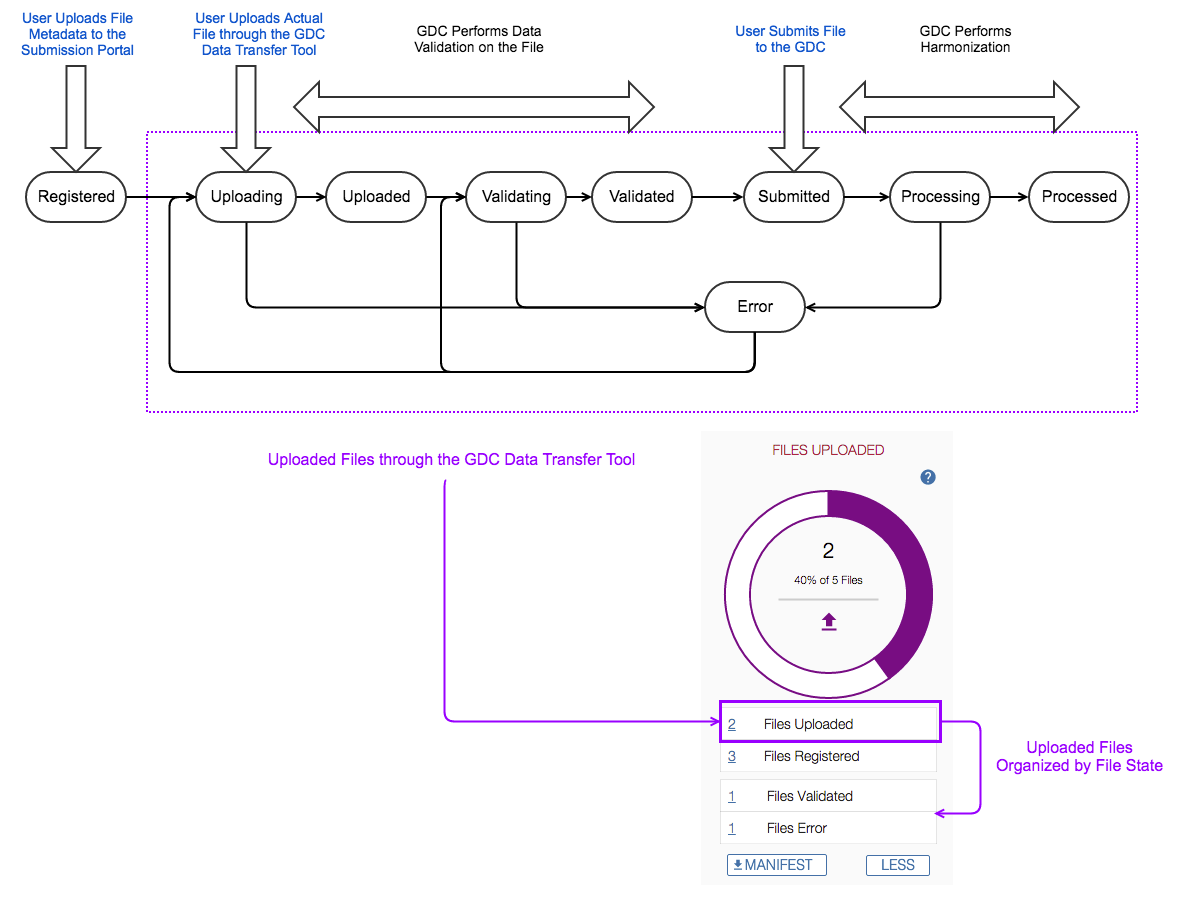 User Uploads File
Metadata to the
Submission Portal
User Uploads Actual
File through the GDC
Data Transfer Tool
GDC Performs Data
Validation on the File
User Submits File
to the GDC
GDC Performs
Harmonization
Registered
Uploading
Uploaded
Validating
Validated
Submitted
Processing
Processed
Error
Uploaded Files through the GDC Data Transfer Tool
FILES UPLOADED
?
2
40% of 5 Files
2 Files Uploaded
3 Files Registered
1 Files Validated
1 Files Error
MANIFEST
LESS
Uploaded Files
Organized by File State